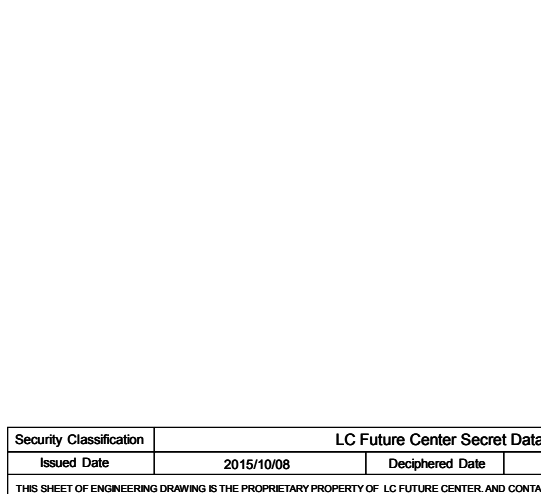 Security Classification LC Future Center Secret Data
Issued Date 2015/10/08 Deciphered Date
THIS SHEET OF ENGINEERING DRAWING IS THE PROPRIETARY PROPERTY OF LC FUTURE CENTER. AND CONTA